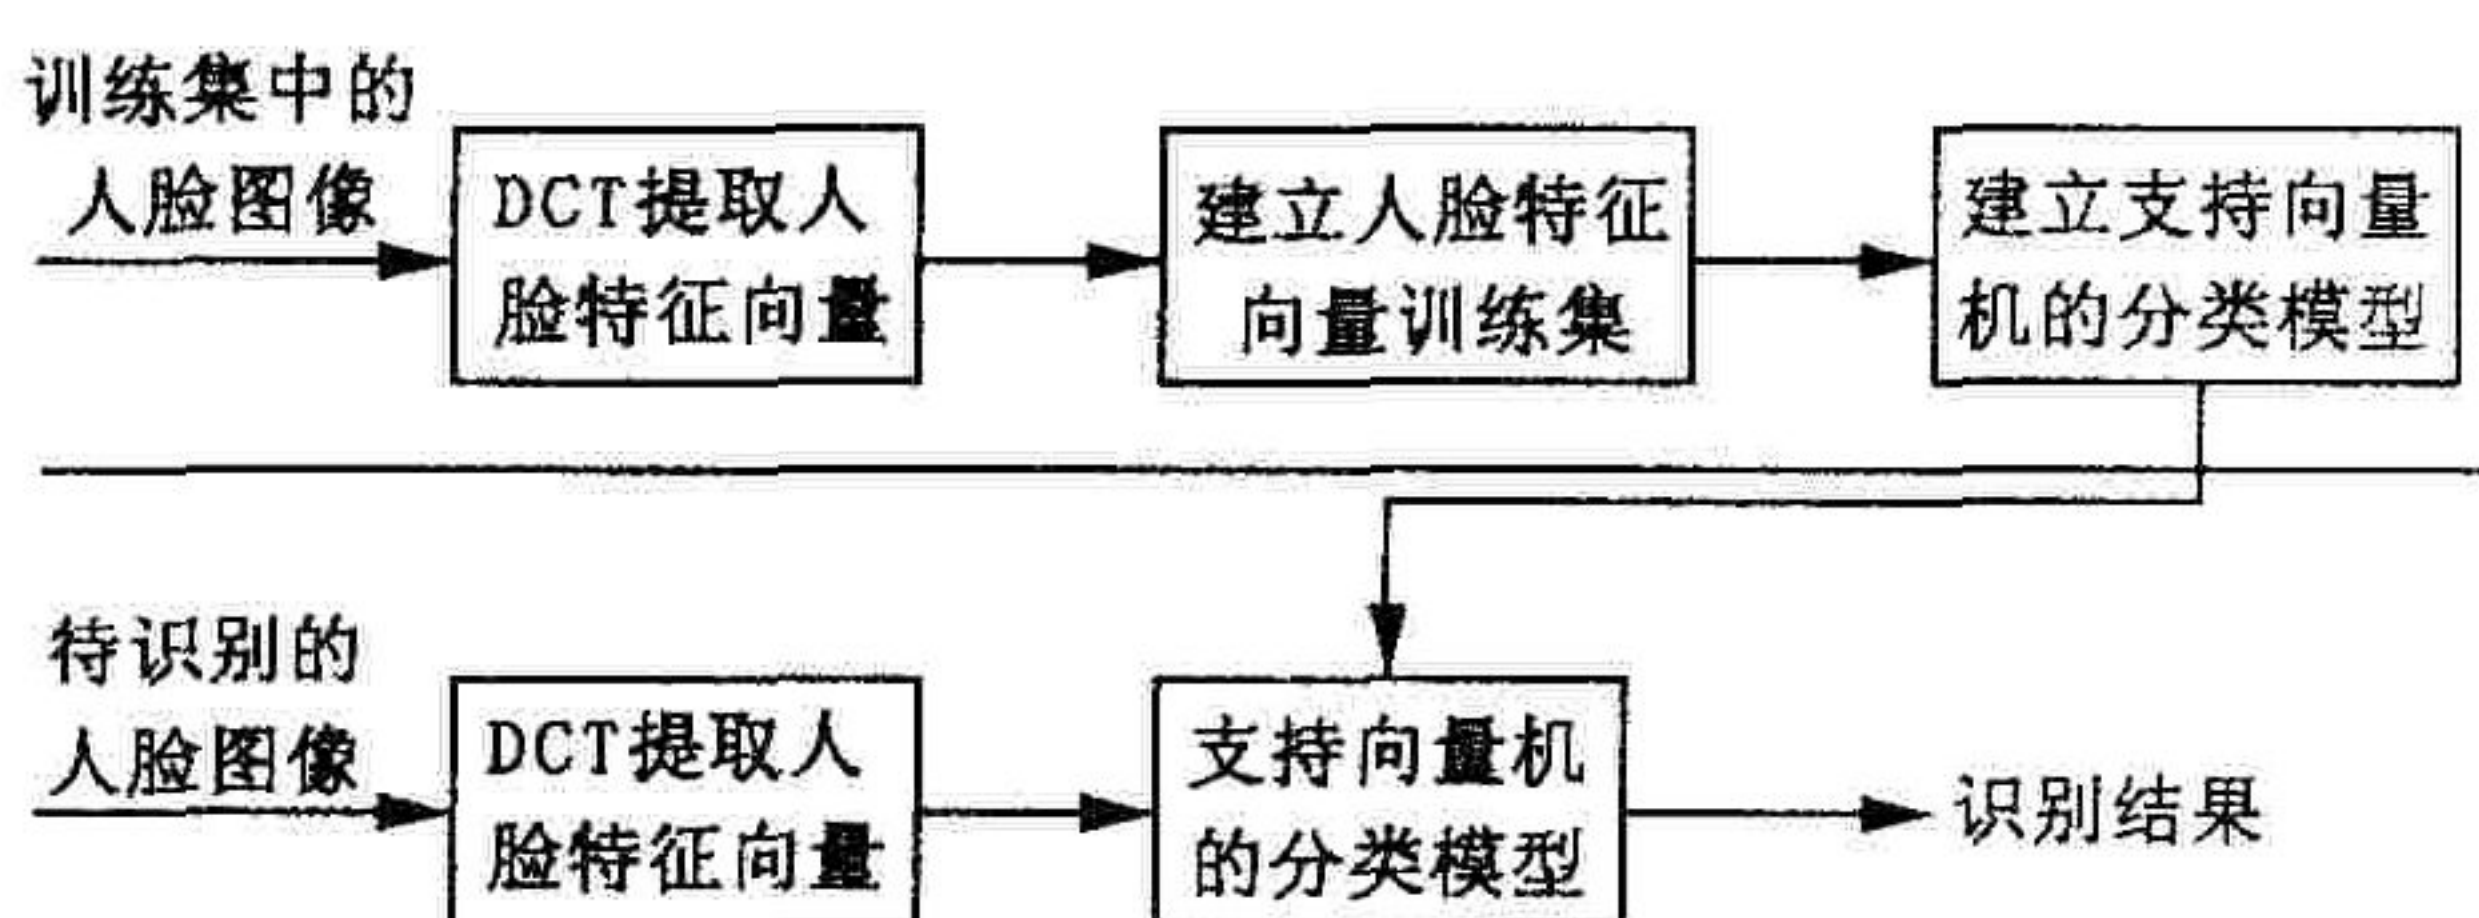 训练集中的
人脸图像
DCT提取人
脸特征向量
建立人脸特征
向量训练集
建立支持向量
机的分类模型
待识别的
人脸图像
DCT提取人
脸特征向量
支持向量机
的分类模型
识别结果